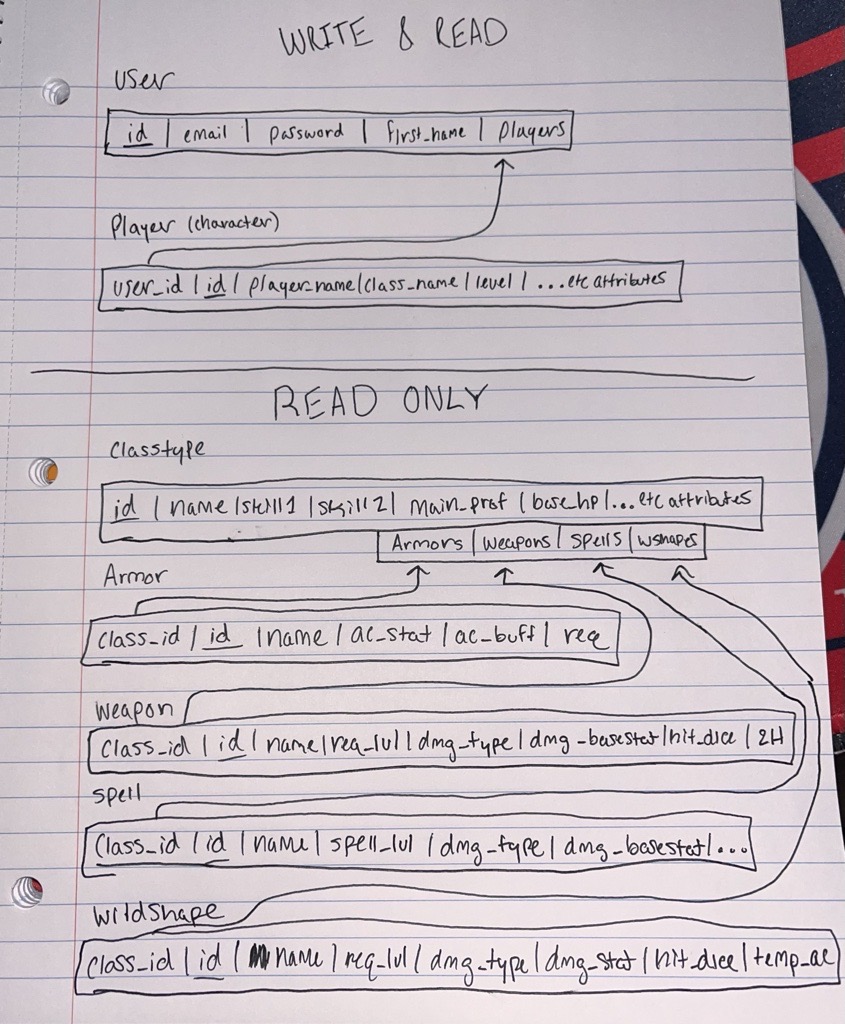 WRITE & READ
User
id | email | password | first_name | players
Player (character)
user_id | id | player_name | class_name | level | ...etc attributes
READ ONLY
Classtype
id | name | skill1 | skill2 | main_prof | base_hp | ... etc attributes
Armors | weapons | spells | wshapes
Armor
class_id | id | name | ac_stat | ac_buff | req
weapon
class_id | id | name | req_lvl | dmg_type | dmg_basestat | hit_dice | 2H
spell
class_id | id | name | spell_lvl | dmg_type | dmg_basestat | ...
wildshape
class_id | id | name | req_lvl | dmg_type | dmg_stat | hit_dice | temp_ac